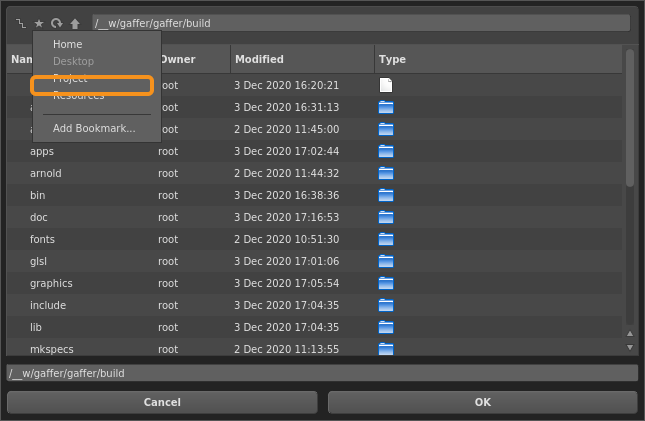 /__w/gaffer/gaffer/build
Home
Desktop
Project
Resources
Add Bookmark...
Owner Modified Type
root 3 Dec 2020 16:20:21
root 3 Dec 2020 16:31:13
root 2 Dec 2020 11:45:00
apps root 3 Dec 2020 17:02:44
arnold root 2 Dec 2020 11:44:32
bin root 3 Dec 2020 16:38:36
doc root 3 Dec 2020 17:16:53
fonts root 2 Dec 2020 10:51:30
glsl root 3 Dec 2020 17:01:06
graphics root 3 Dec 2020 17:05:54
include root 3 Dec 2020 17:04:35
lib root 3 Dec 2020 17:04:35
mkspecs root 2 Dec 2020 11:13:55
/__w/gaffer/gaffer/build
Cancel OK